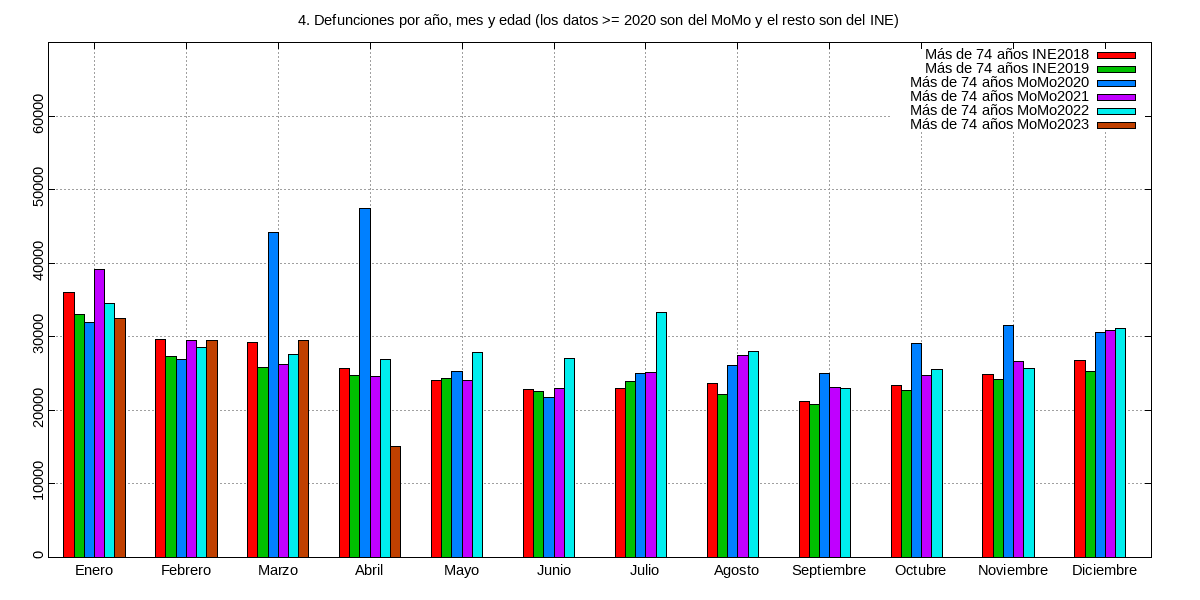 4. Defunciones por año, mes y edad (los datos >= 2020 son del MoMo y el resto son del INE)
Más de 74 años INE2018
Más de 74 años INE2019
Más de 74 años MoMo2020
Más de 74 años MoMo2021
Más de 74 años MoMo2022
Más de 74 años MoMo2023
60000
50000
40000
30000
20000
10000
0
Enero Febrero Marzo Abril Mayo Junio Julio Agosto Septiembre Octubre Noviembre Diciembre